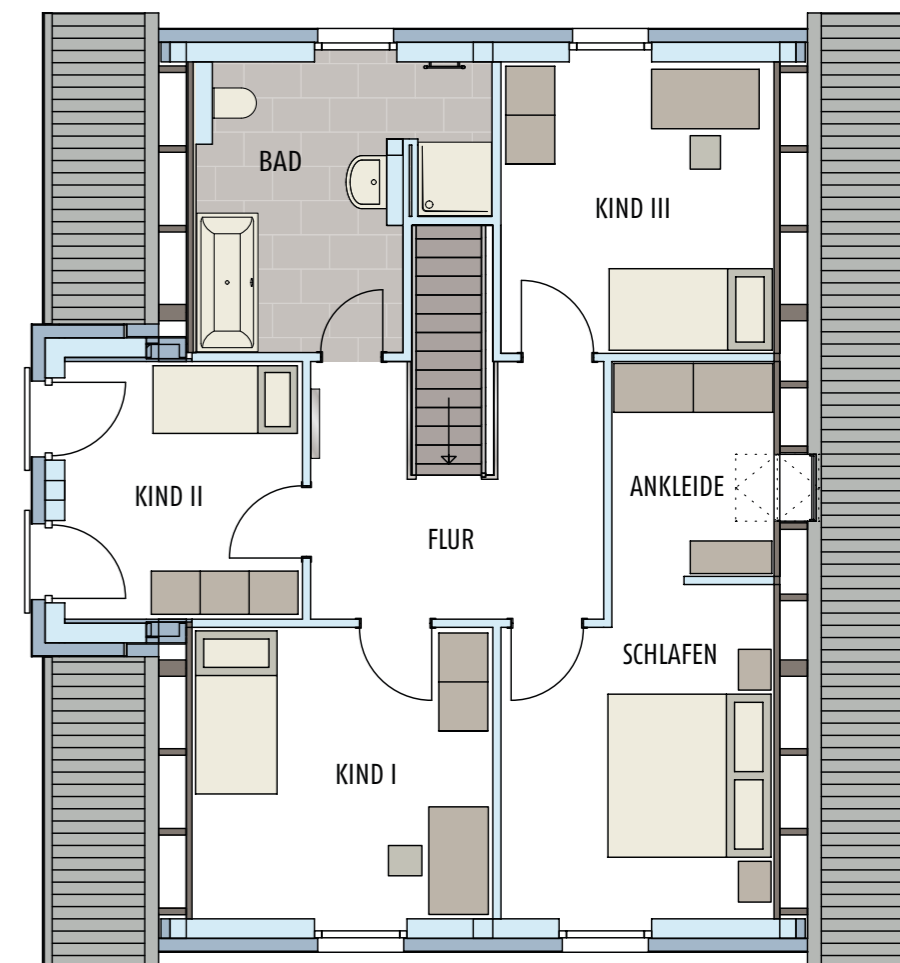 BAD
KIND III
KIND II
ANKLEIDE
FLUR
SCHLAFEN
KIND I